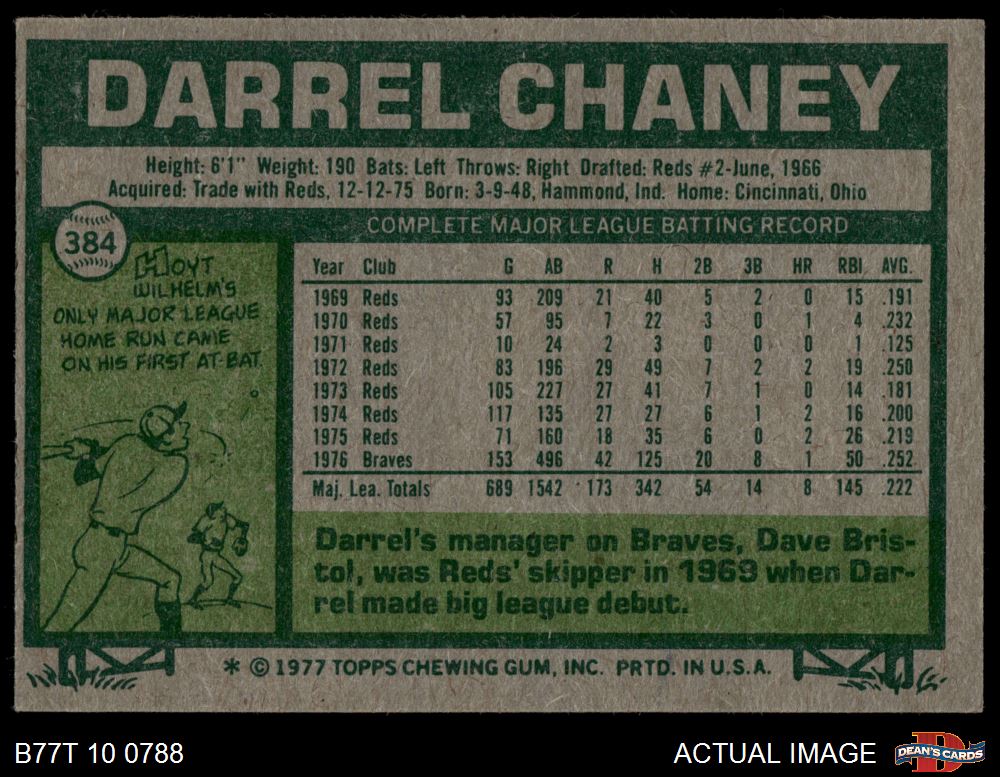 DARREL CHANEY
Height: 6'1" Weight: 190 Bats: Left Throws: Right Drafted: Reds #2-June, 1966
Acquired: Trade with Reds, 12-12-75 Born: 3-9-48, Hammond, Ind. Home: Cincinnati, Ohio
384
HOYT
WILHELM'S
ONLY MAJOR LEAGUE
HOME RUN CAME
ON HIS FIRST AT-BAT.
COMPLETE MAJOR LEAGUE BATTING RECORD
Year Club G AB R H 2B 3B HR RBI AVG.
1969 Reds 93 209 21 40 5 2 0 15 .191
1970 Reds 57 95 7 22 3 0 1 4 .232
1971 Reds 10 24 2 3 0 0 0 1 .125
1972 Reds 83 196 29 49 7 2 2 19 .250
1973 Reds 105 227 27 41 7 1 0 14 .181
1974 Reds 117 135 27 27 6 1 2 16 .200
1975 Reds 71 160 18 35 6 0 2 26 .219
1976 Braves 153 496 42 125 20 8 1 50 .252
Maj. Lea. Totals 689 1542 173 342 54 14 8 145 .222
Darrel's manager on Braves, Dave Bris-
tol, was Reds' skipper in 1969 when Dar-
rel made big league debut.
* © 1977 TOPPS CHEWING GUM, INC. PRTD. IN U.S.A.
B77T 10 0788
ACTUAL IMAGE
D
DEAN'S CARDS